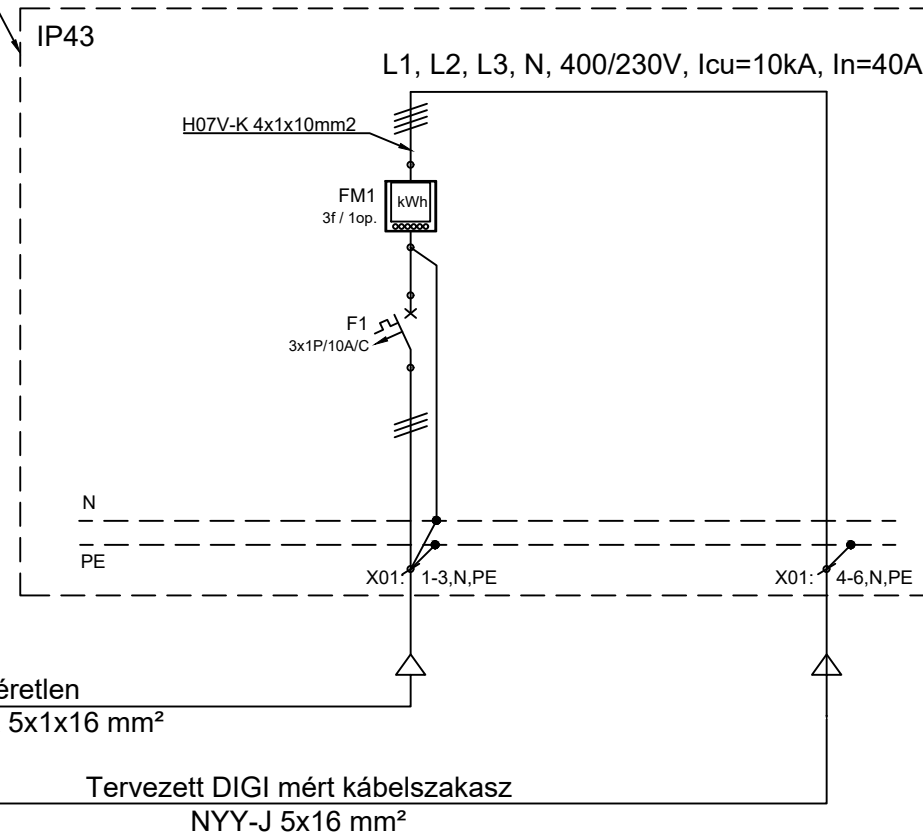 IP43
L1, L2, L3, N, 400/230V, Icu=10kA, In=40A
H07V-K 4x1x10mm2
FM1
3f / 1op.
kWh
F1
3x1P/10A/C
N
PE
X01: 1-3,N,PE
X01: 4-6,N,PE
éretlen
5x1x16 mm²
Tervezett DIGI mért kábelszakasz
NYY-J 5x16 mm²